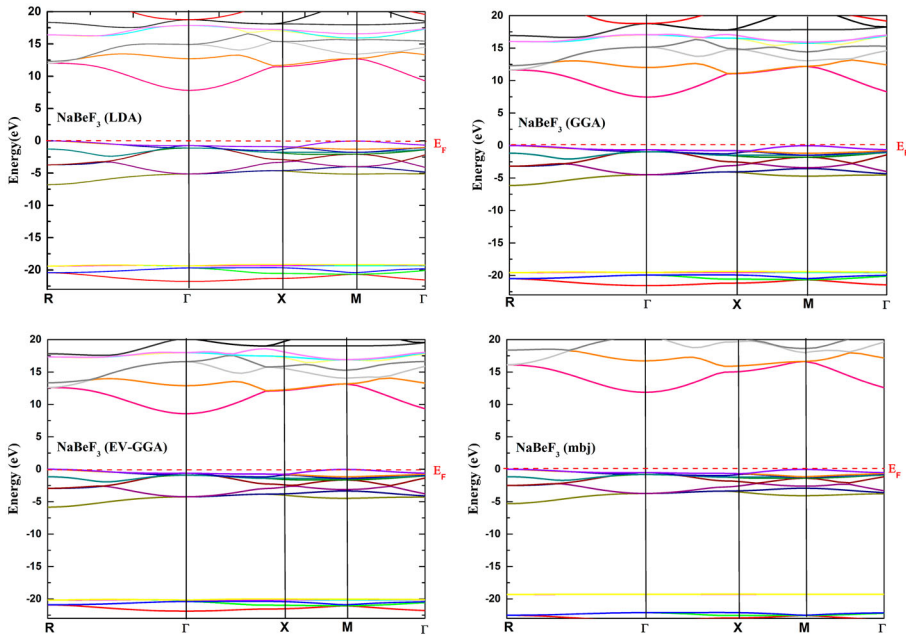 20
15
10
5
0
-5
-10
-15
-20
Energy(eV)
NaBeF3 (LDA)
EF
R Γ X M Γ
20
15
10
5
0
-5
-10
-15
-20
Energy (eV)
NaBeF3 (GGA)
EF
R Γ X M Γ
20
15
10
5
0
-5
-10
-15
-20
Energy (eV)
NaBeF3 (EV-GGA)
EF
R Γ X M Γ
20
15
10
5
0
-5
-10
-15
-20
Energy (eV)
NaBeF3 (mbj)
EF
R Γ X M Γ